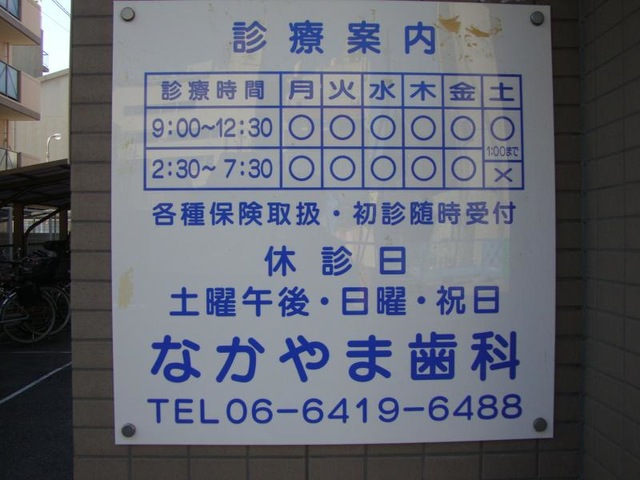 診療案内
診療時間 月 火 水 木 金 土
9:00~12:30 ○ ○ ○ ○ ○ ○ 1:00まで
2:30~7:30 ○ ○ ○ ○ ○ ×
各種保険取扱・初診随時受付
休診日
土曜午後・日曜・祝日
なかやま歯科
TEL06-6419-6488